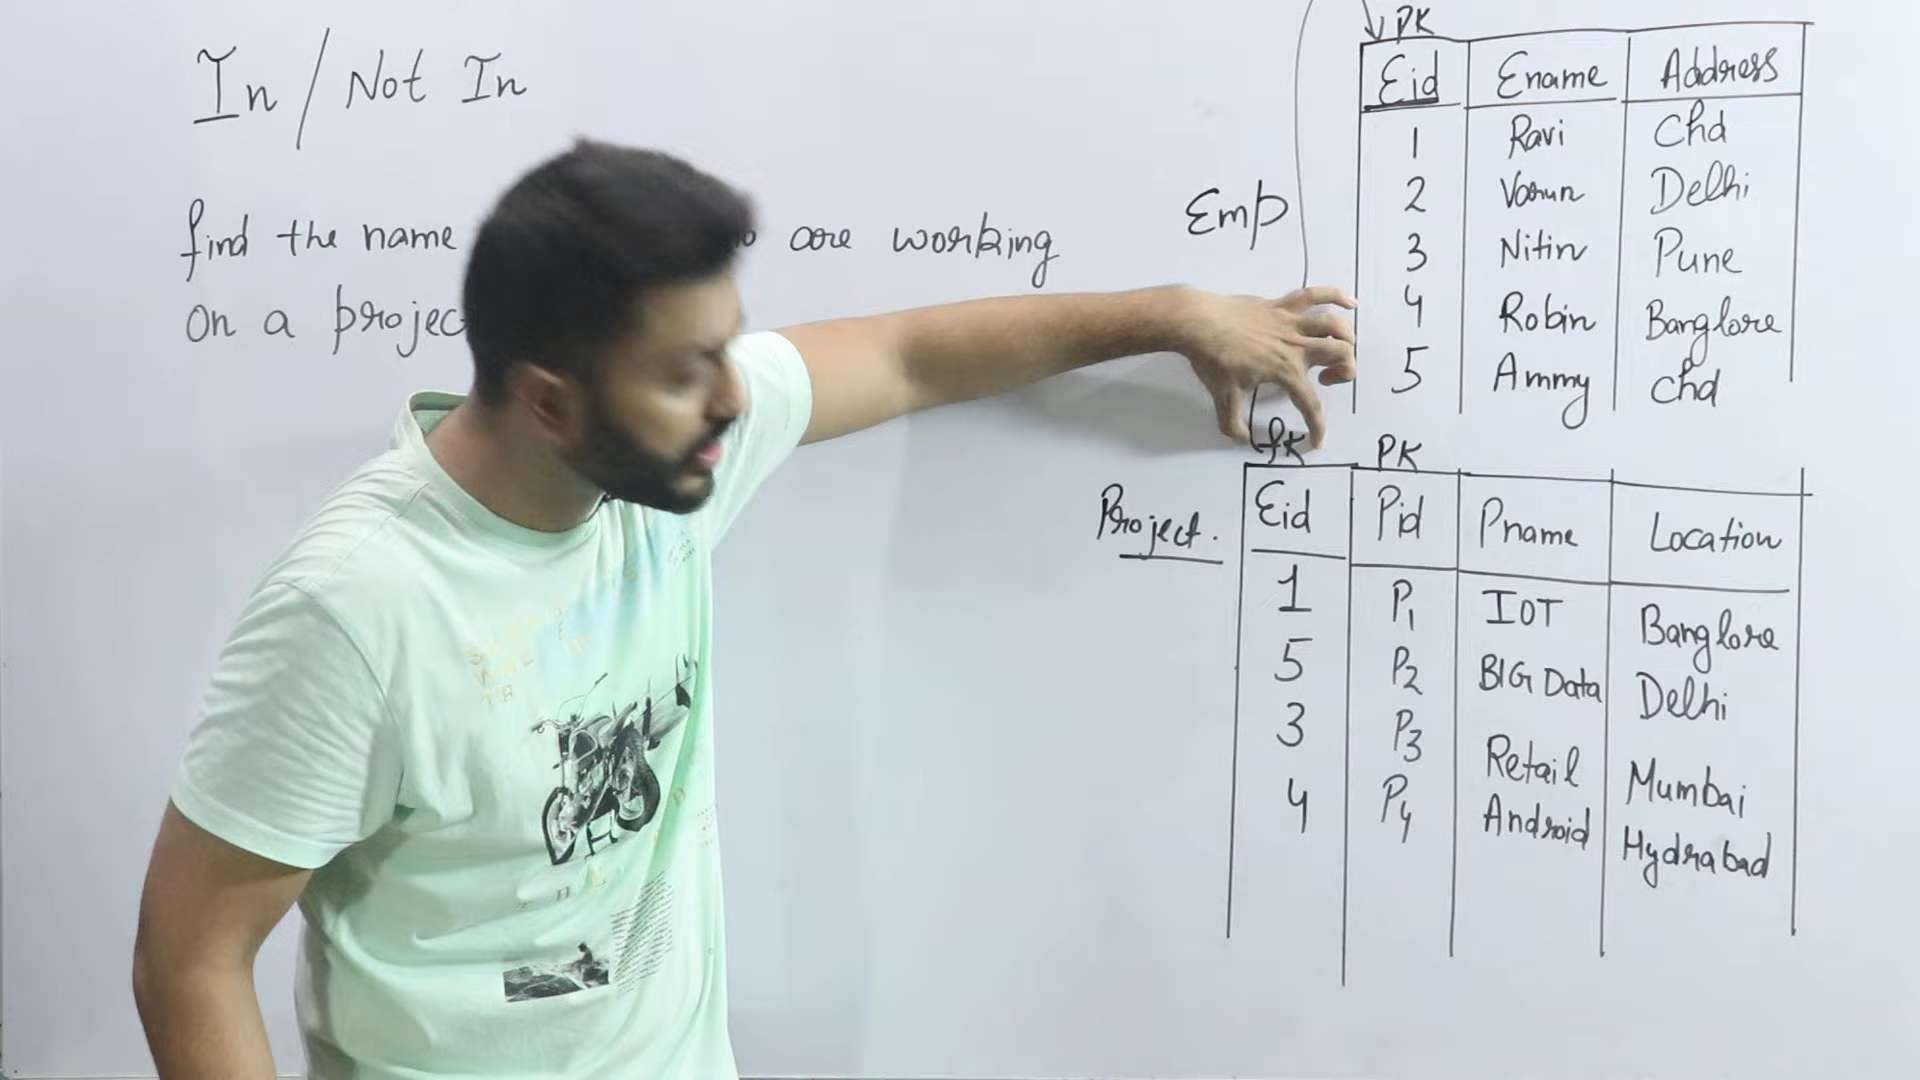 In / Not In
find the name
are working
on a projec
Emp
PK
Eid Ename Address
1 Ravi Chd
2 Varun Delhi
3 Nitin Pune
4 Robin Banglore
5 Ammy Chd
Project.
fk PK
Eid Pid Pname Location
1 P1 IOT Banglore
5 P2 BIG Data Delhi
3 P3 Retail Mumbai
4 P4 Android Hydrabad